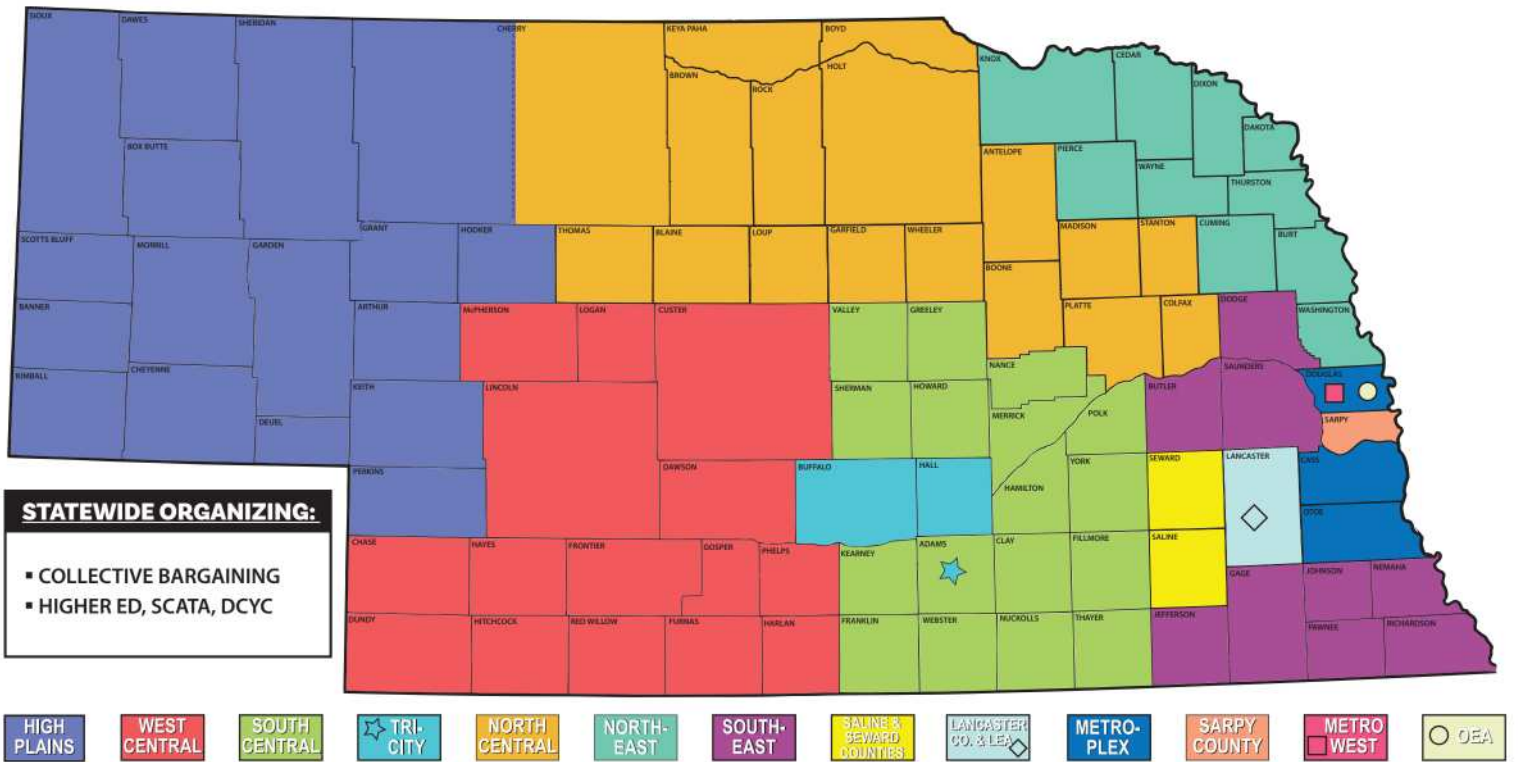 SIOUX
DAWES
SHERIDAN
CHERRY
KEYA PAHA
BOYD
BROWN
ROCK
HOLT
KNOX
CEDAR
DIXON
DAKOTA
BOX BUTTE
ANTELOPE
PIERCE
WAYNE
THURSTON
SCOTTS BLUFF
MORRILL
GARDEN
GRANT
HOOKER
THOMAS
BLAINE
LOUP
GARFIELD
WHEELER
MADISON
STANTON
CUMING
BURT
BOONE
BANNER
ARTHUR
McPHERSON
LOGAN
CUSTER
VALLEY
GREELEY
PLATTE
COLFAX
DODGE
WASHINGTON
KIMBALL
CHEYENNE
DEUEL
KEITH
LINCOLN
SHERMAN
HOWARD
NANCE
MERRICK
POLK
BUTLER
SAUNDERS
DOUGLAS
SARPY
PERKINS
DAWSON
BUFFALO
HALL
HAMILTON
YORK
SEWARD
LANCASTER
CASS
OTOE
CHASE
HAYES
FRONTIER
GOSPER
PHELPS
KEARNEY
ADAMS
CLAY
FILLMORE
SALINE
GAGE
JOHNSON
NEMAHA
DUNDY
HITCHCOCK
RED WILLOW
FURNAS
HARLAN
FRANKLIN
WEBSTER
NUCKOLLS
THAYER
JEFFERSON
PAWNEE
RICHARDSON
STATEWIDE ORGANIZING:
▪ COLLECTIVE BARGAINING
▪ HIGHER ED, SCATA, DCYC
HIGH
PLAINS
WEST
CENTRAL
SOUTH
CENTRAL
TRI-
CITY
NORTH
CENTRAL
NORTH-
EAST
SOUTH-
EAST
SALINE &
SEWARD
COUNTIES
LANCASTER
CO. & LEA
METRO-
PLEX
SARPY
COUNTY
METRO
WEST
OEA